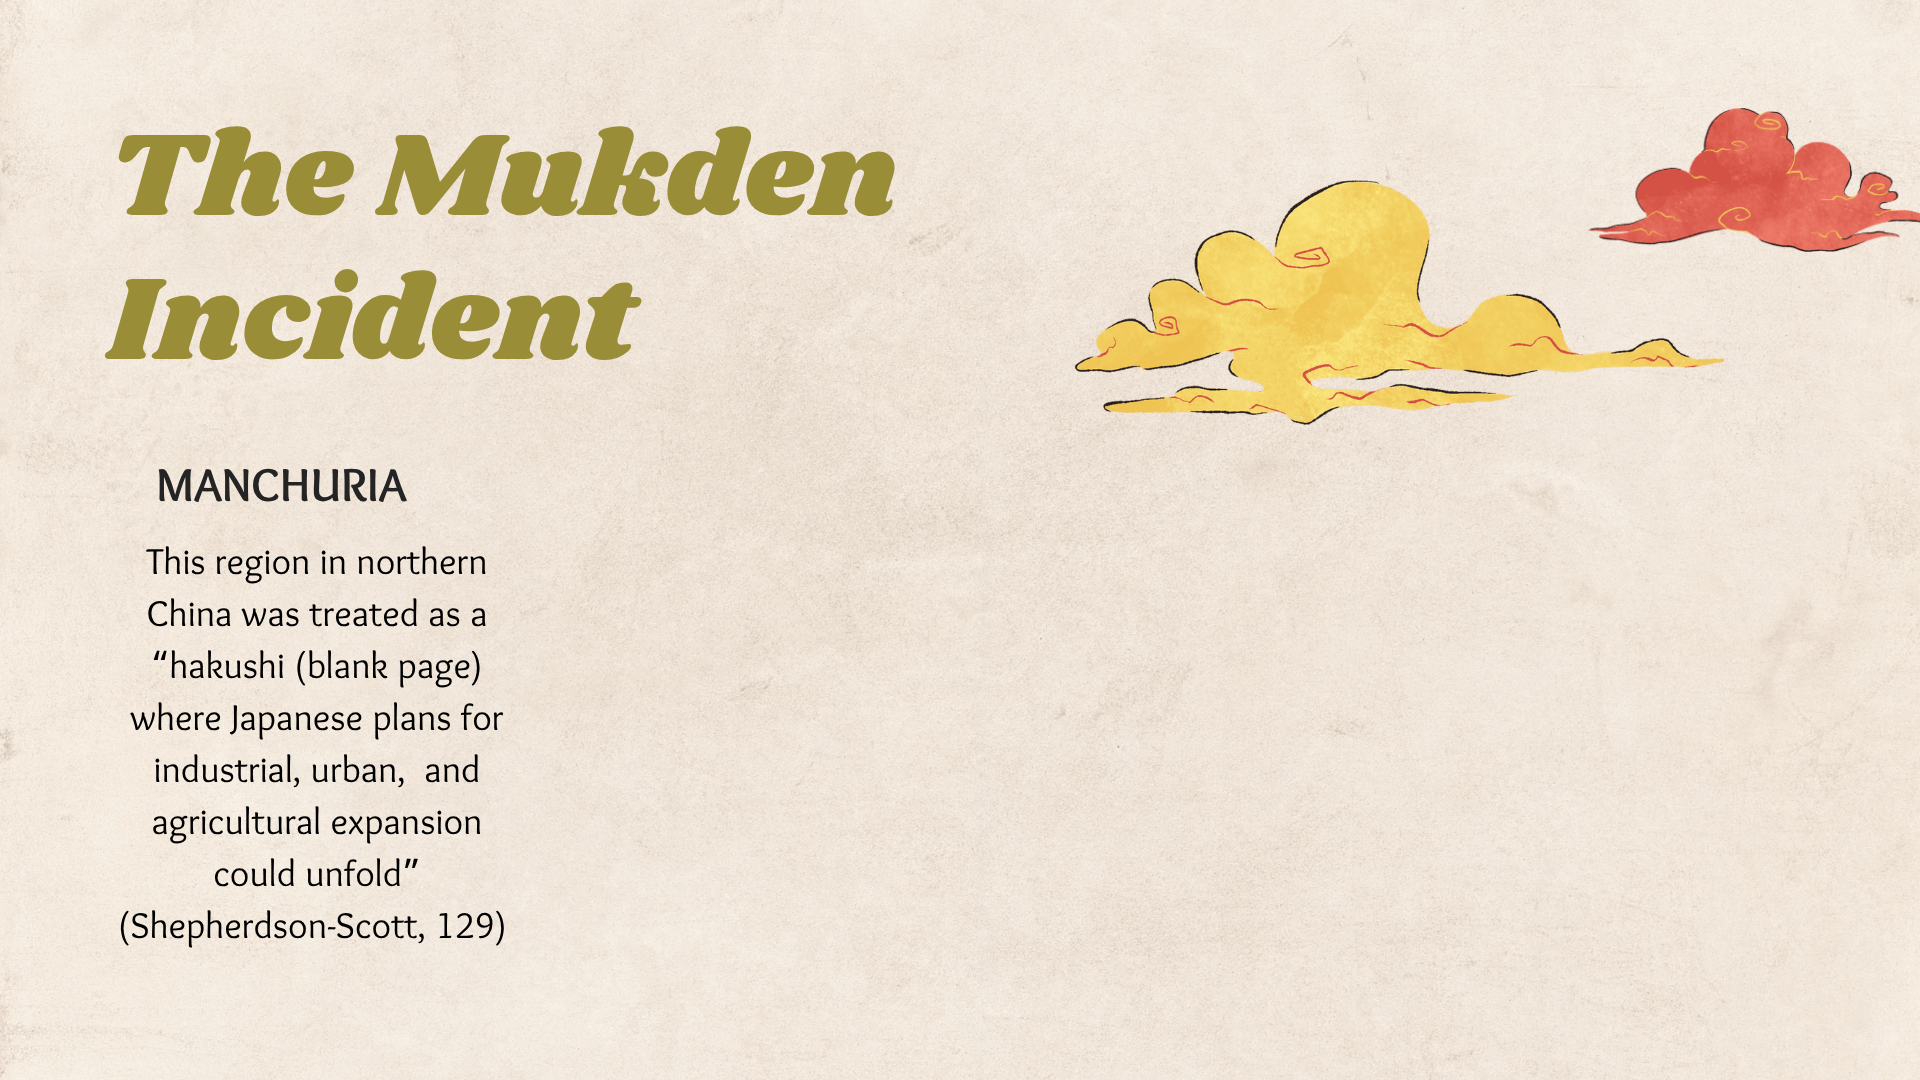 The Mukden
Incident
MANCHURIA
This region in northern
China was treated as a
“hakushi (blank page)
where Japanese plans for
industrial, urban,  and
agricultural expansion
could unfold”
(Shepherdson-Scott, 129)